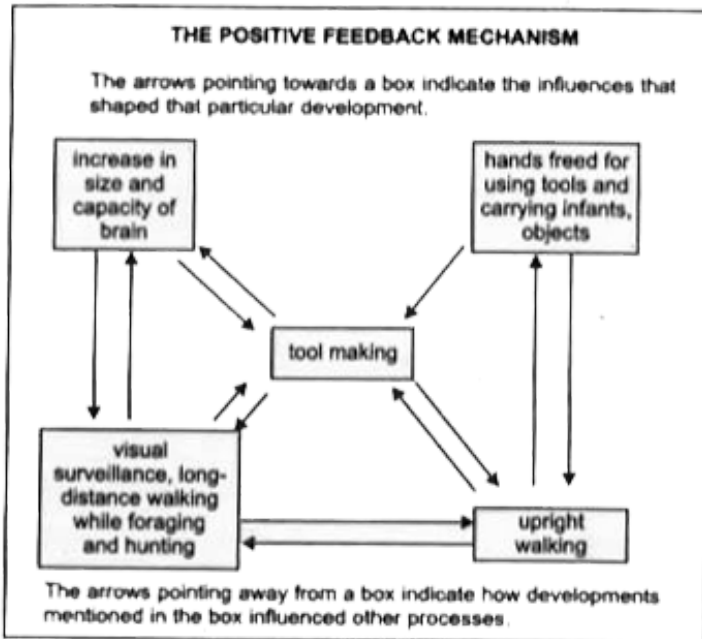 THE POSITIVE FEEDBACK MECHANISM
The arrows pointing towards a box indicate the influences that
shaped that particular development.
increase in
size and
capacity of
brain
hands freed for
using tools and
carrying infants,
objects
tool making
visual
surveillance, long-
distance walking
while foraging
and hunting
upright
walking
The arrows pointing away from a box indicate how developments
mentioned in the box influenced other processes.